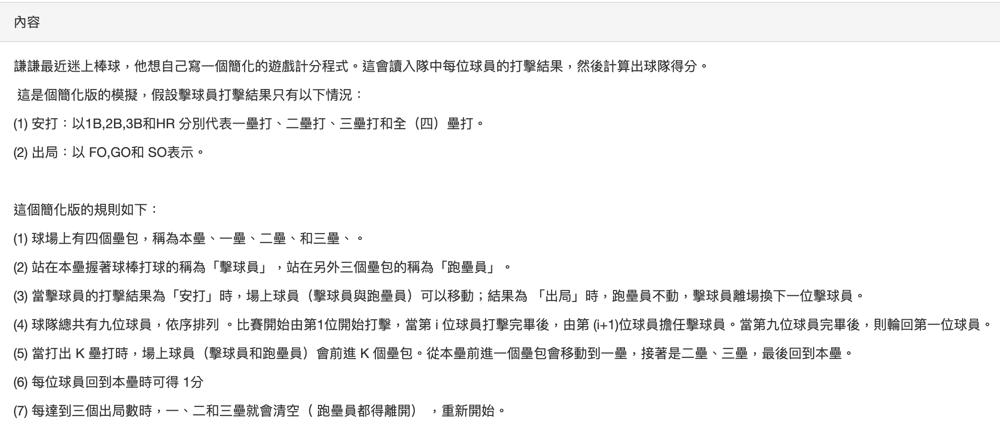 內容
謙謙最近迷上棒球，他想自己寫一個簡化的遊戲計分程式。這會讀入隊中每位球員的打擊結果，然後計算出球隊得分。
這是個簡化版的模擬，假設擊球員打擊結果只有以下情況：
(1) 安打：以1B,2B,3B和HR 分別代表一壘打、二壘打、三壘打和全（四）壘打。
(2) 出局：以 FO,GO和 SO表示。
這個簡化版的規則如下：
(1) 球場上有四個壘包，稱為本壘、一壘、二壘、和三壘、。
(2) 站在本壘握著球棒打球的稱為「擊球員」，站在另外三個壘包的稱為「跑壘員」。
(3) 當擊球員的打擊結果為「安打」時，場上球員（擊球員與跑壘員）可以移動；結果為 「出局」時，跑壘員不動，擊球員離場換下一位擊球員。
(4) 球隊總共有九位球員，依序排列 。比賽開始由第1位開始打擊，當第 i 位球員打擊完畢後，由第 (i+1)位球員擔任擊球員。當第九位球員完畢後，則輪回第一位球員。
(5) 當打出 K 壘打時，場上球員（擊球員和跑壘員）會前進 K 個壘包。從本壘前進一個壘包會移動到一壘，接著是二壘、三壘，最後回到本壘。
(6) 每位球員回到本壘時可得 1分
(7) 每達到三個出局數時，一、二和三壘就會清空（ 跑壘員都得離開） ，重新開始。